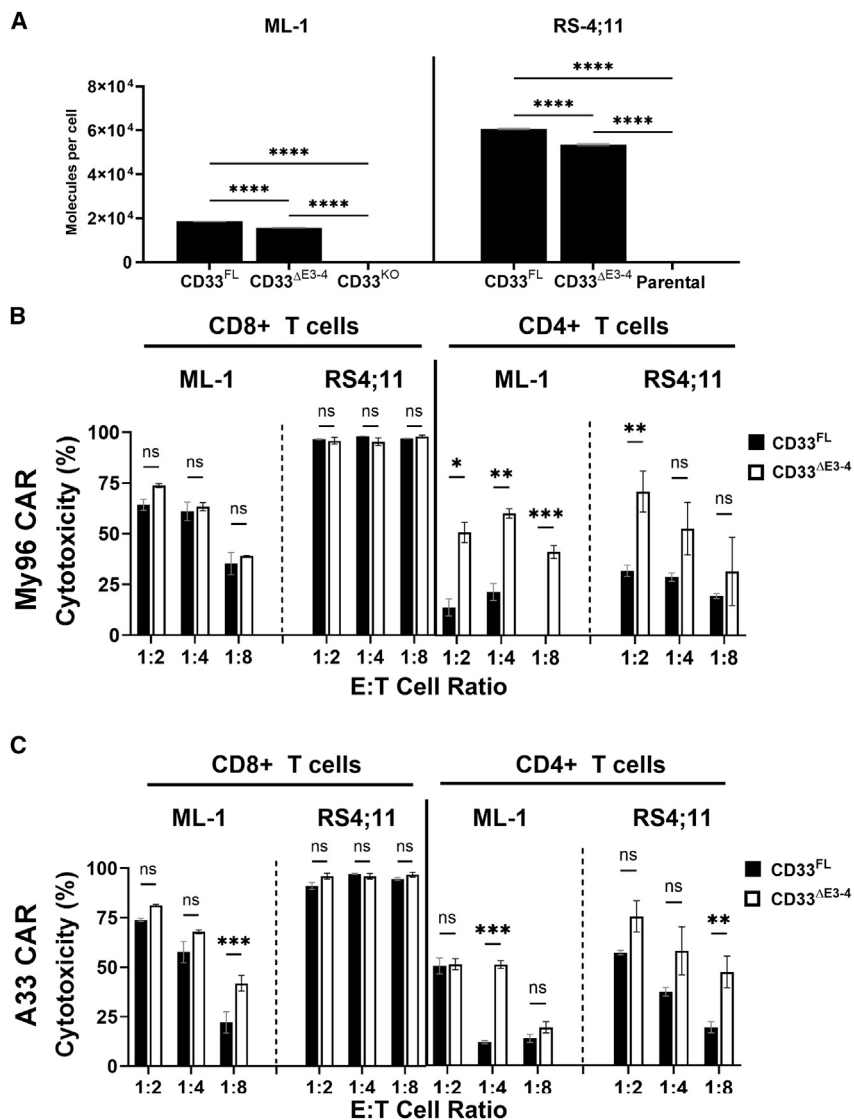 A
ML-1
RS-4;11
Molecules per cell
8×10⁴
6×10⁴
4×10⁴
2×10⁴
0
****
****
****
****
****
****
CD33^FL
CD33^ΔE3-4
CD33^KO
CD33^FL
CD33^ΔE3-4
Parental
B
CD8+ T cells
CD4+ T cells
ML-1
RS4;11
ML-1
RS4;11
My96 CAR
Cytotoxicity (%)
100
75
50
25
0
ns
ns
ns
ns
ns
ns
*
**
***
**
ns
ns
CD33^FL
CD33^ΔE3-4
1:2 1:4 1:8 1:2 1:4 1:8 1:2 1:4 1:8 1:2 1:4 1:8
E:T Cell Ratio
C
CD8+ T cells
CD4+ T cells
ML-1
RS4;11
ML-1
RS4;11
A33 CAR
Cytotoxicity (%)
100
75
50
25
0
ns
ns
***
ns
ns
ns
ns
***
ns
ns
ns
**
CD33^FL
CD33^ΔE3-4
1:2 1:4 1:8 1:2 1:4 1:8 1:2 1:4 1:8 1:2 1:4 1:8
E:T Cell Ratio